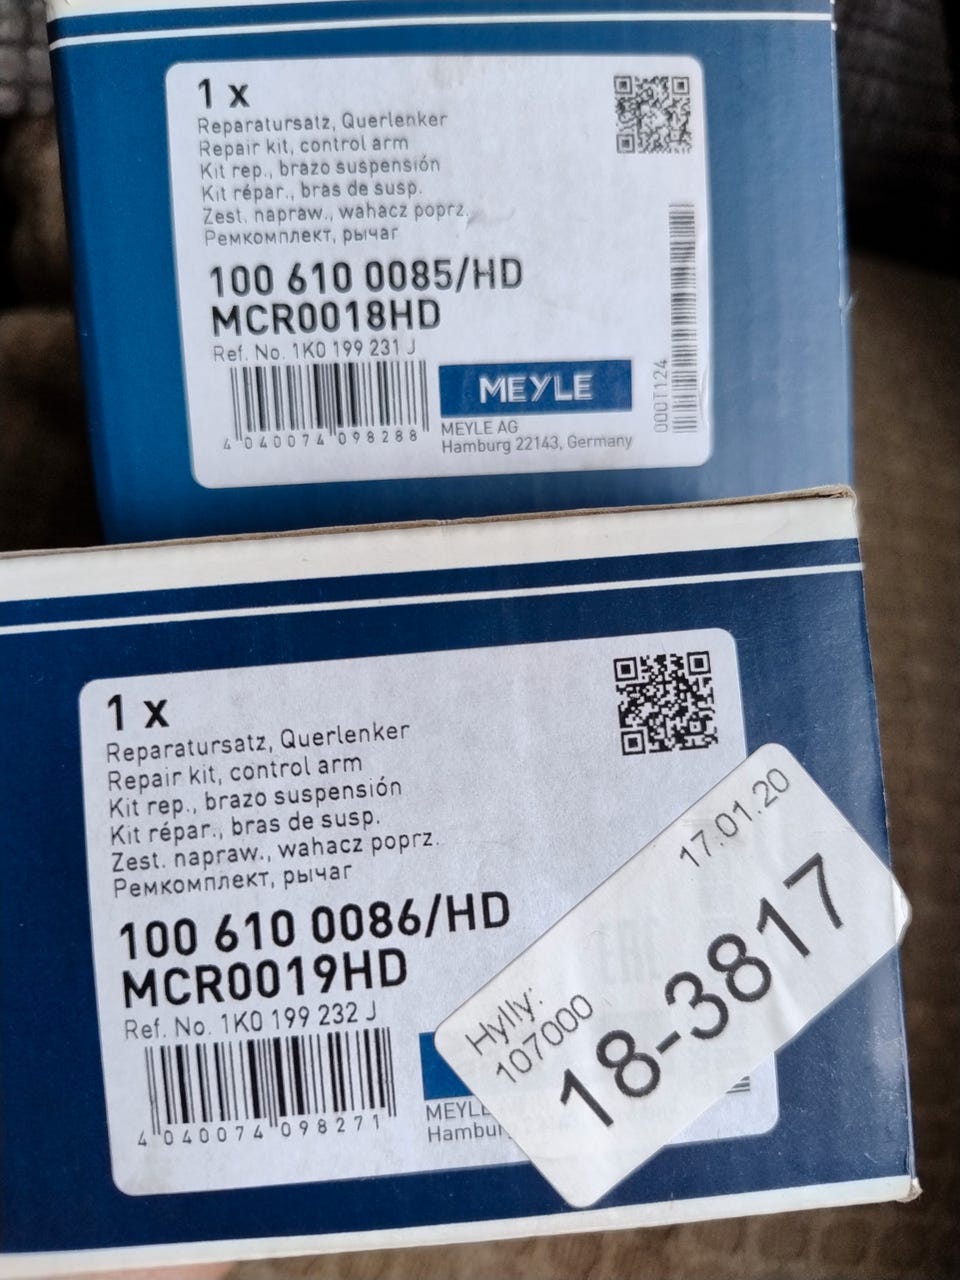 1 x
Reparatursatz, Querlenker
Repair kit, control arm
Kit rep., brazo suspensión
Kit répar., bras de susp.
Zest. napraw., wahacz poprz.
Ремкомплект, рычаг
100 610 0085/HD
MCR0018HD
Ref. No. 1K0 199 231 J
4 040074 098288
MEYLE
MEYLE AG
Hamburg 22143, Germany
000T124
1 x
Reparatursatz, Querlenker
Repair kit, control arm
Kit rep., brazo suspensión
Kit répar., bras de susp.
Zest. napraw., wahacz poprz.
Ремкомплект, рычаг
100 610 0086/HD
MCR0019HD
Ref. No. 1K0 199 232 J
4 040074 098271
17.01.20
Hylly:
107000
18-3817